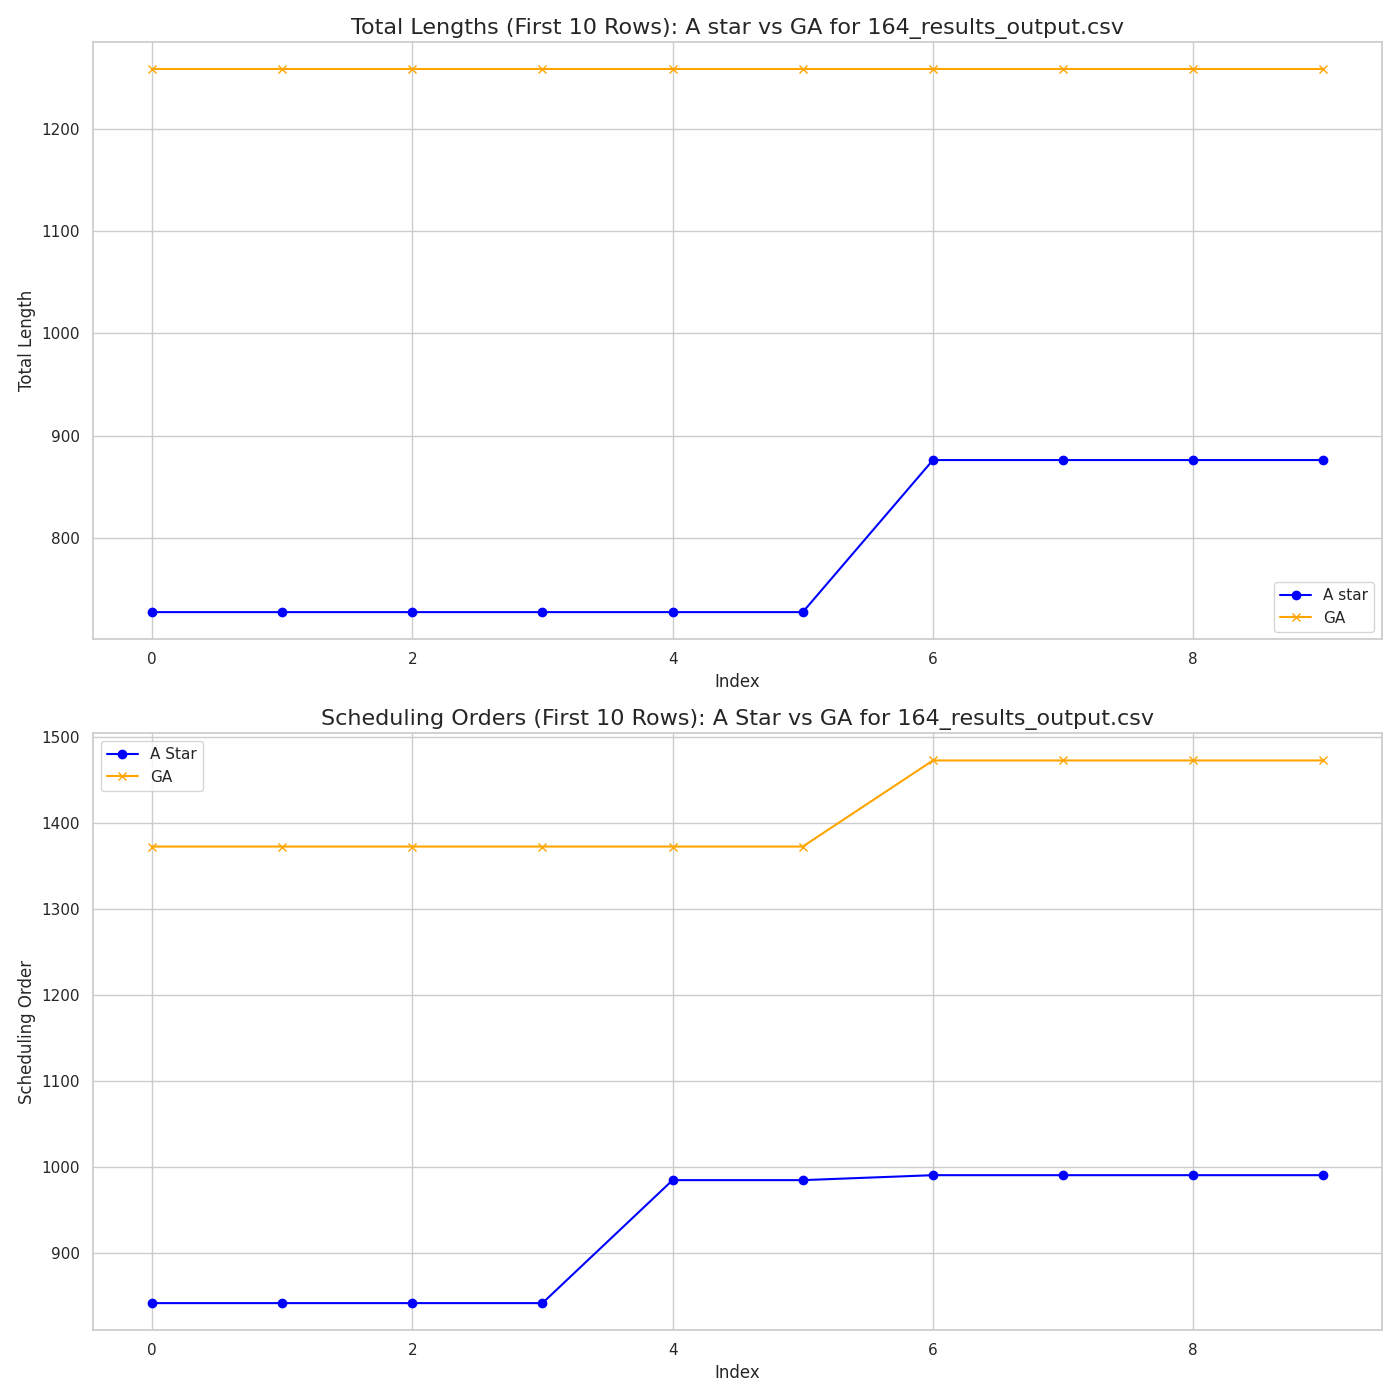 Total Lengths (First 10 Rows): A star vs GA for 164_results_output.csv
Total Length
1200
1100
1000
900
800
A star
GA
0 2 4 6 8
Index
Scheduling Orders (First 10 Rows): A Star vs GA for 164_results_output.csv
Scheduling Order
A Star
GA
1500
1400
1300
1200
1100
1000
900
0 2 4 6 8
Index